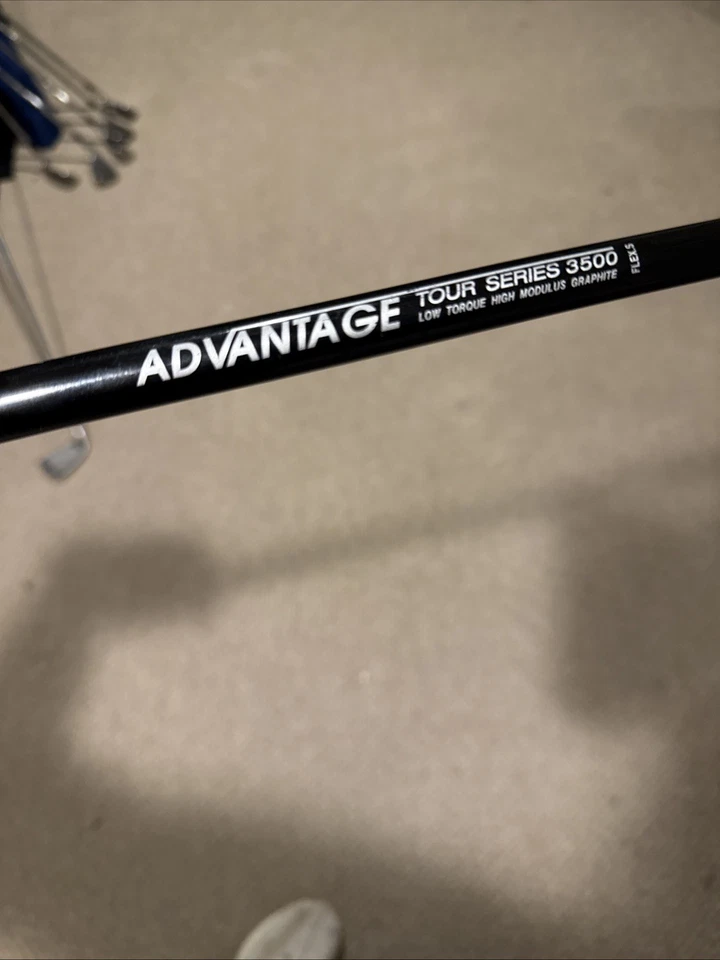 ADVANTAGE
TOUR SERIES 3500
LOW TORQUE HIGH MODULUS GRAPHITE
FLEX.S